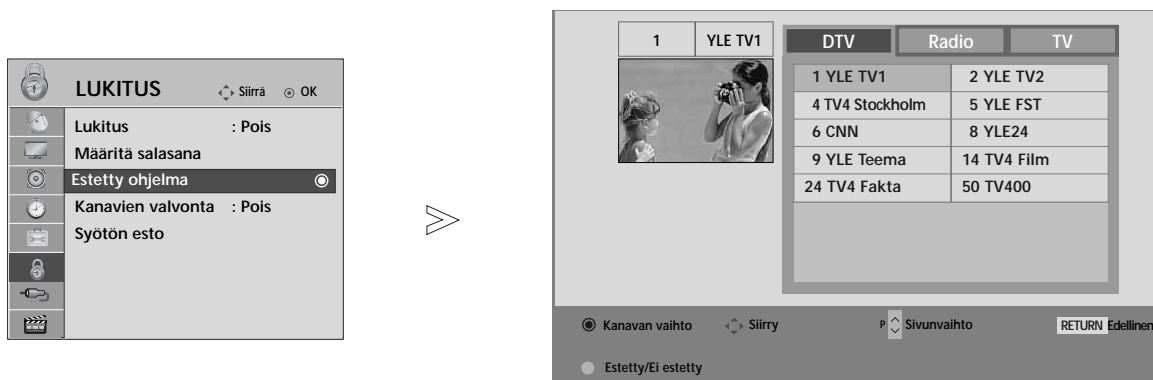 LUKITUS Siirrä OK
Lukitus : Pois
Määritä salasana
Estetty ohjelma
Kanavien valvonta : Pois
Syötön esto
1 YLE TV1
DTV Radio TV
1 YLE TV1 2 YLE TV2
4 TV4 Stockholm 5 YLE FST
6 CNN 8 YLE24
9 YLE Teema 14 TV4 Film
24 TV4 Fakta 50 TV400
Kanavan vaihto Siirry P Sivunvaihto RETURN Edellinen
Estetty/Ei estetty